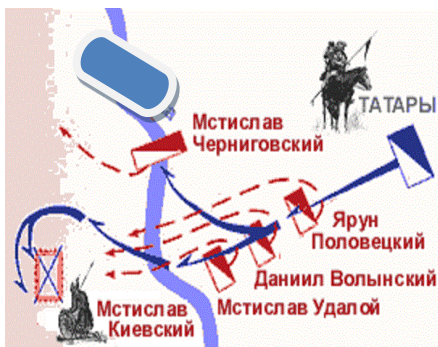 ТАТАРЫ
Мстислав
Черниговский
Ярун
Половецкий
Даниил Волынский
Мстислав Удалой
Мстислав
Киевский